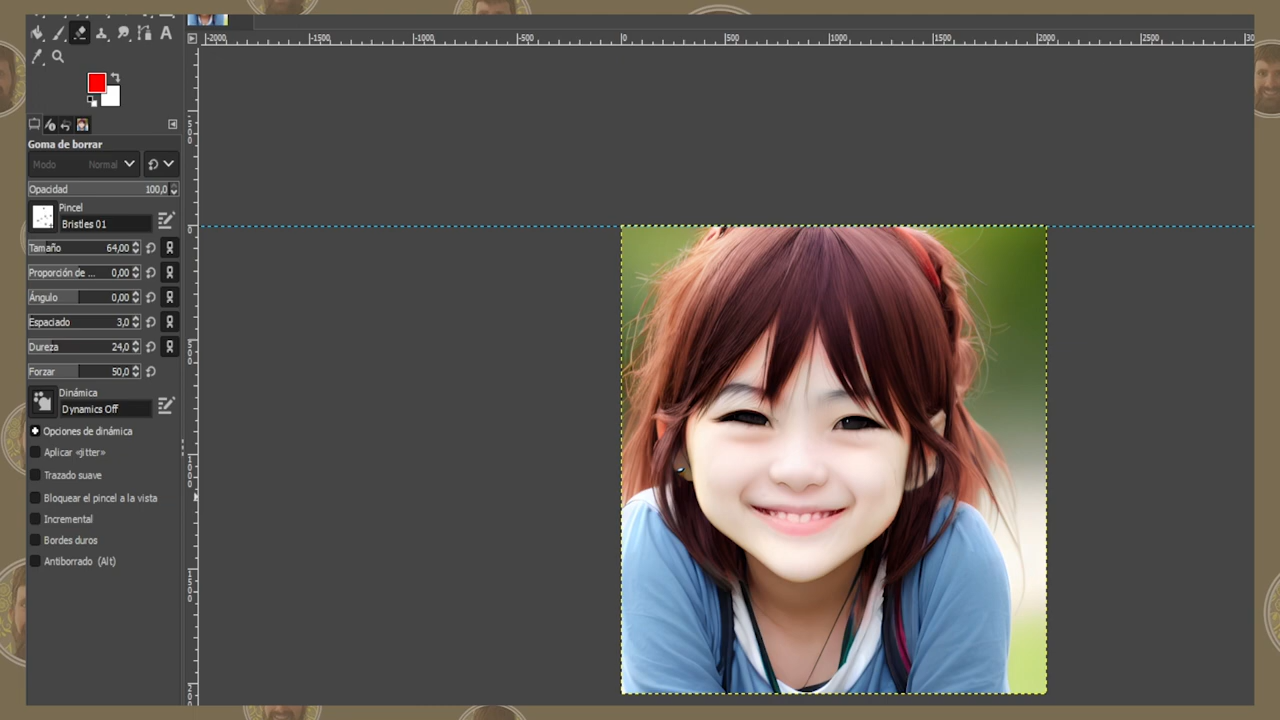 -2000 -1500 -1000 -500 0 500 1000 1500 2000 2500
A
Goma de borrar
Modo Normal
Opacidad 100,0
Pincel
Bristles 01
Tamaño 64,00
Proporción de ... 0,00
Ángulo 0,00
Espaciado 3,0
Dureza 24,0
Forzar 50,0
Dinámica
Dynamics Off
Opciones de dinámica
Aplicar «jitter»
Trazado suave
Bloquear el pincel a la vista
Incremental
Bordes duros
Antiborrado (Alt)